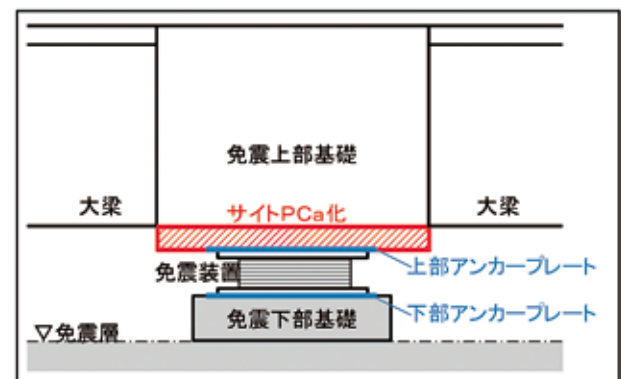 免震上部基礎
大梁
サイトPCa化
大梁
免震装置
上部アンカープレート
免震下部基礎
下部アンカープレート
▽免震層